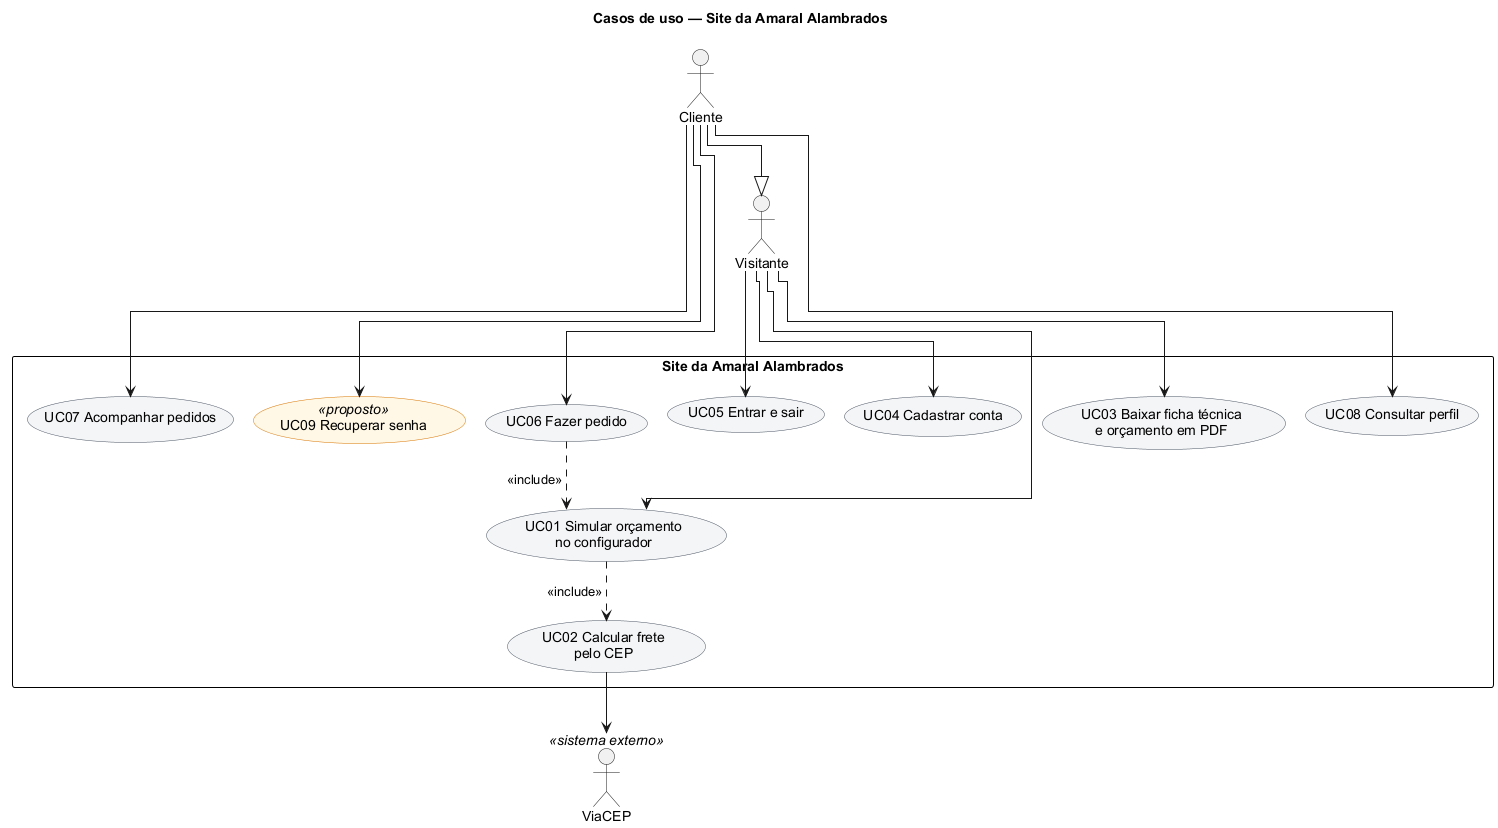 Casos de uso — Site da Amaral Alambrados
Cliente
Visitante
Site da Amaral Alambrados
UC07 Acompanhar pedidos
«proposto»
UC09 Recuperar senha
UC06 Fazer pedido
UC05 Entrar e sair
UC04 Cadastrar conta
UC03 Baixar ficha técnica
e orçamento em PDF
UC08 Consultar perfil
«include»
UC01 Simular orçamento
no configurador
«include»
UC02 Calcular frete
pelo CEP
«sistema externo»
ViaCEP